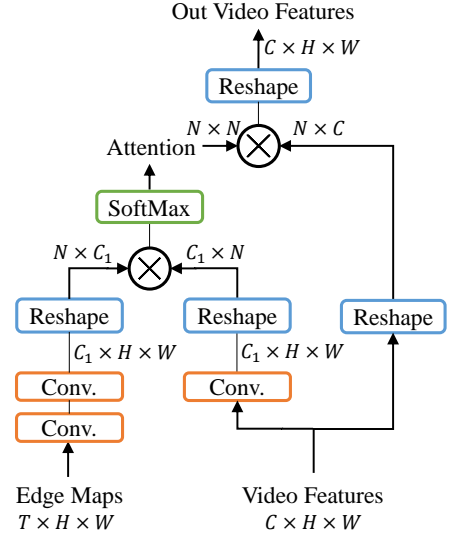 Out Video Features
C × H × W
Reshape
N × N
N × C
Attention
SoftMax
N × C₁
C₁ × N
Reshape
Reshape
Reshape
C₁ × H × W
C₁ × H × W
Conv.
Conv.
Conv.
Edge Maps
T × H × W
Video Features
C × H × W